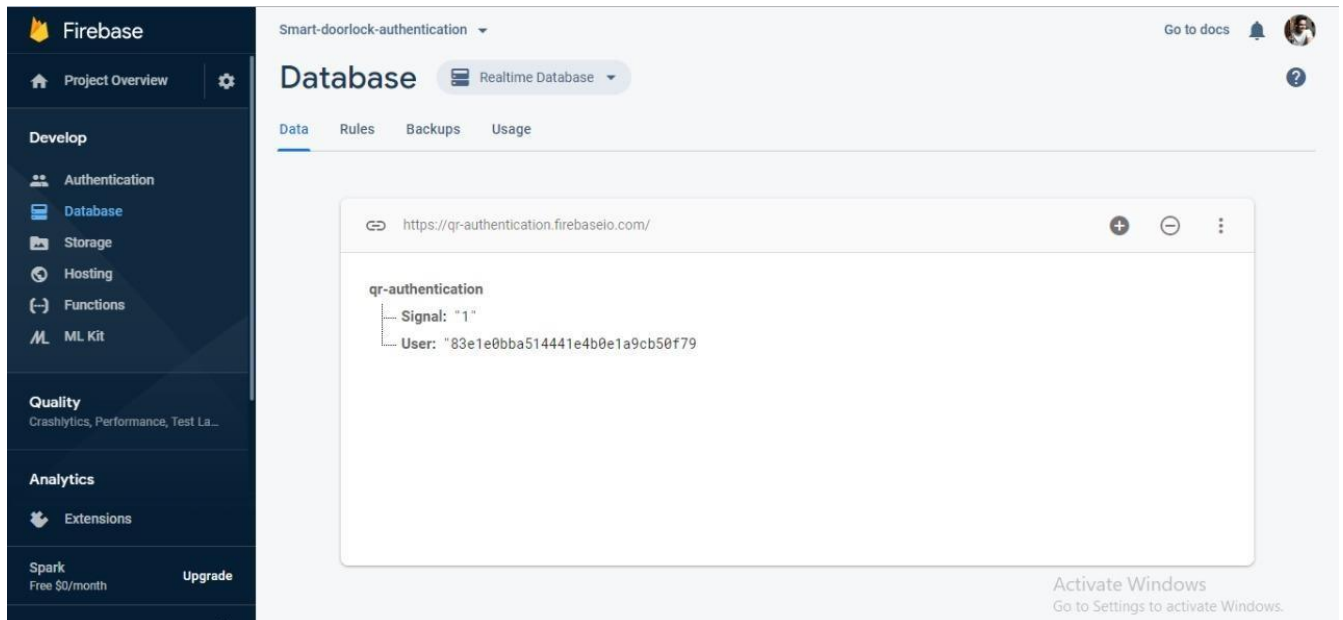 Firebase
Project Overview
Develop
Authentication
Database
Storage
Hosting
Functions
ML Kit
Quality
Crashlytics, Performance, Test La...
Analytics
Extensions
Spark
Free $0/month
Upgrade
Smart-doorlock-authentication
Go to docs
Database
Realtime Database
Data Rules Backups Usage
https://qr-authentication.firebaseio.com/
qr-authentication
Signal: "1"
User: "83e1e0bba514441e4b0e1a9cb50f79
Activate Windows
Go to Settings to activate Windows.